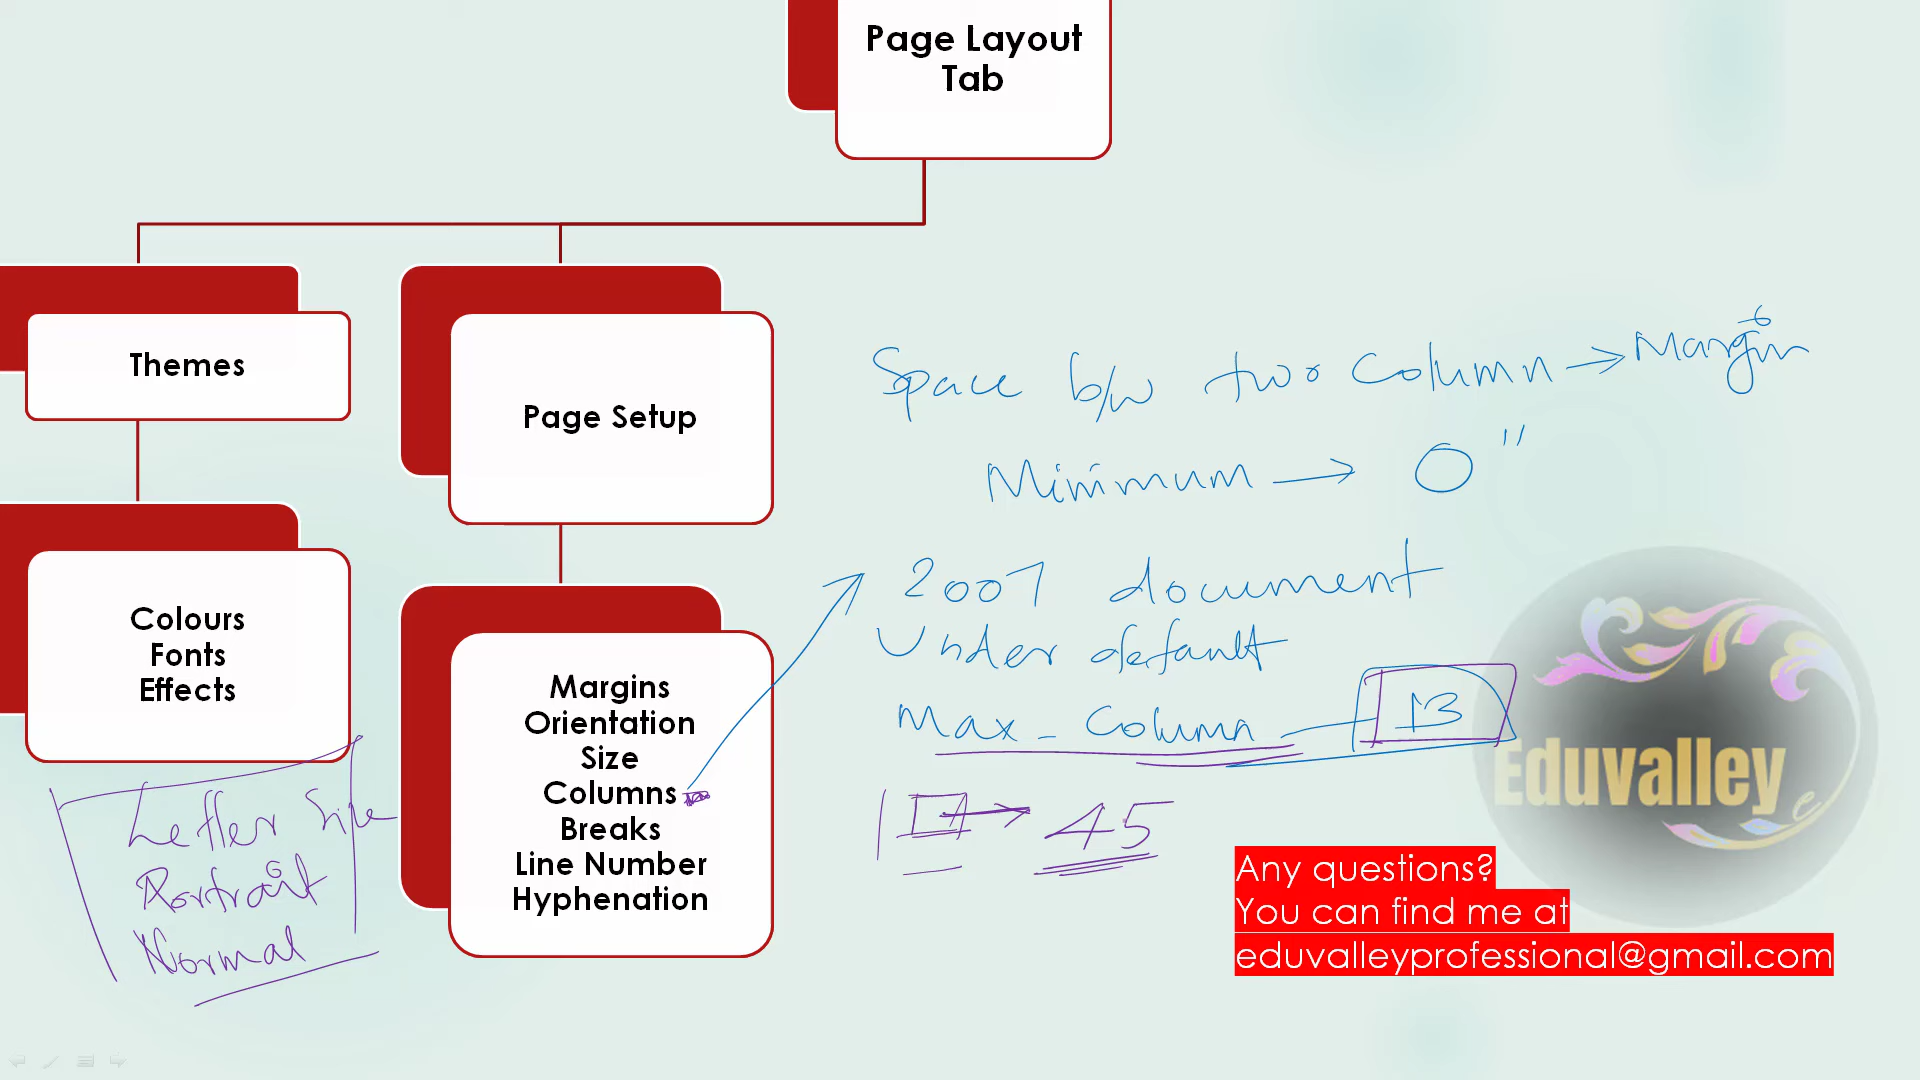 Page Layout
Tab
Themes
Page Setup
Colours
Fonts
Effects
Margins
Orientation
Size
Columns
Breaks
Line Number
Hyphenation
Space b/w two Column → Margin
Minimum → 0"
2007 document
Under default
Max - Column - 13
→ 45
Letter Size
Portrait
Normal
Eduvalley
Any questions?
You can find me at
eduvalleyprofessional@gmail.com